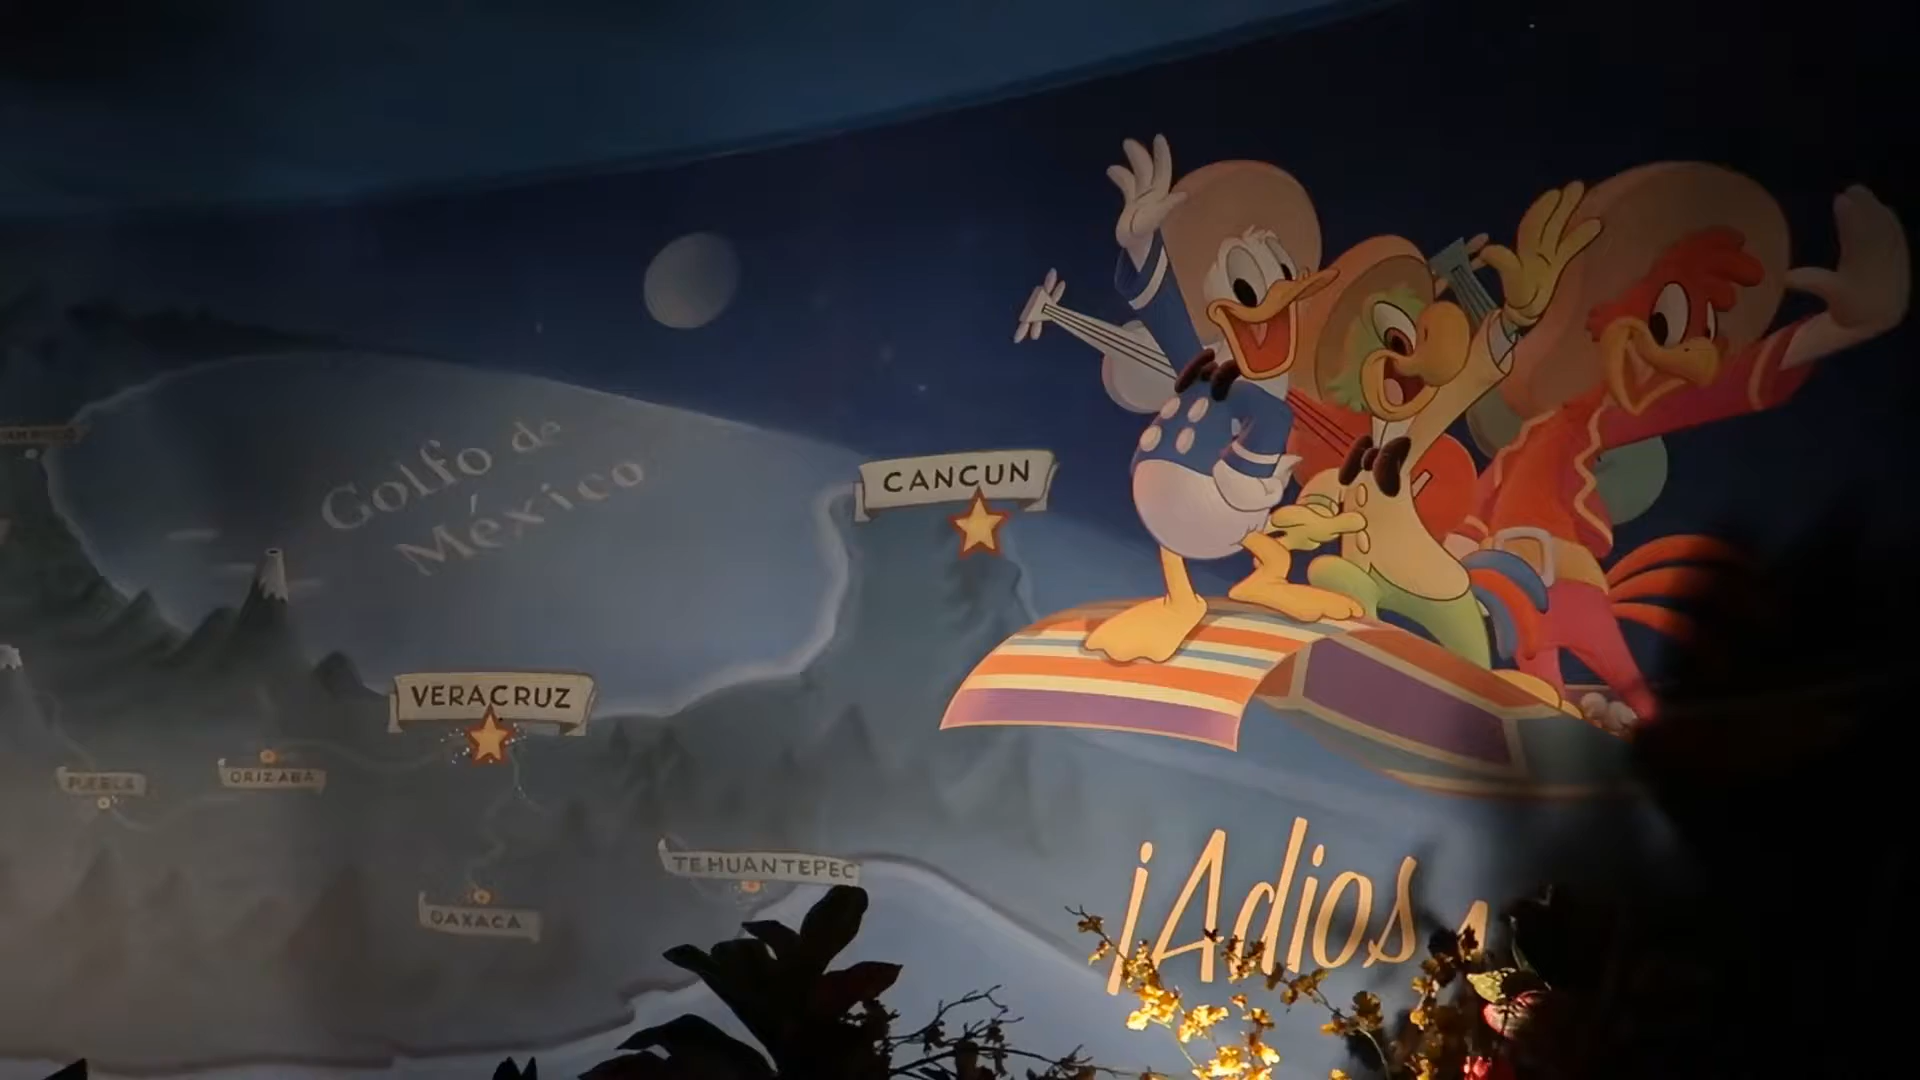 Golfo de
México
CANCUN
VERACRUZ
PUEBLA
ORIZABA
TEHUANTEPEC
OAXACA
¡Adios